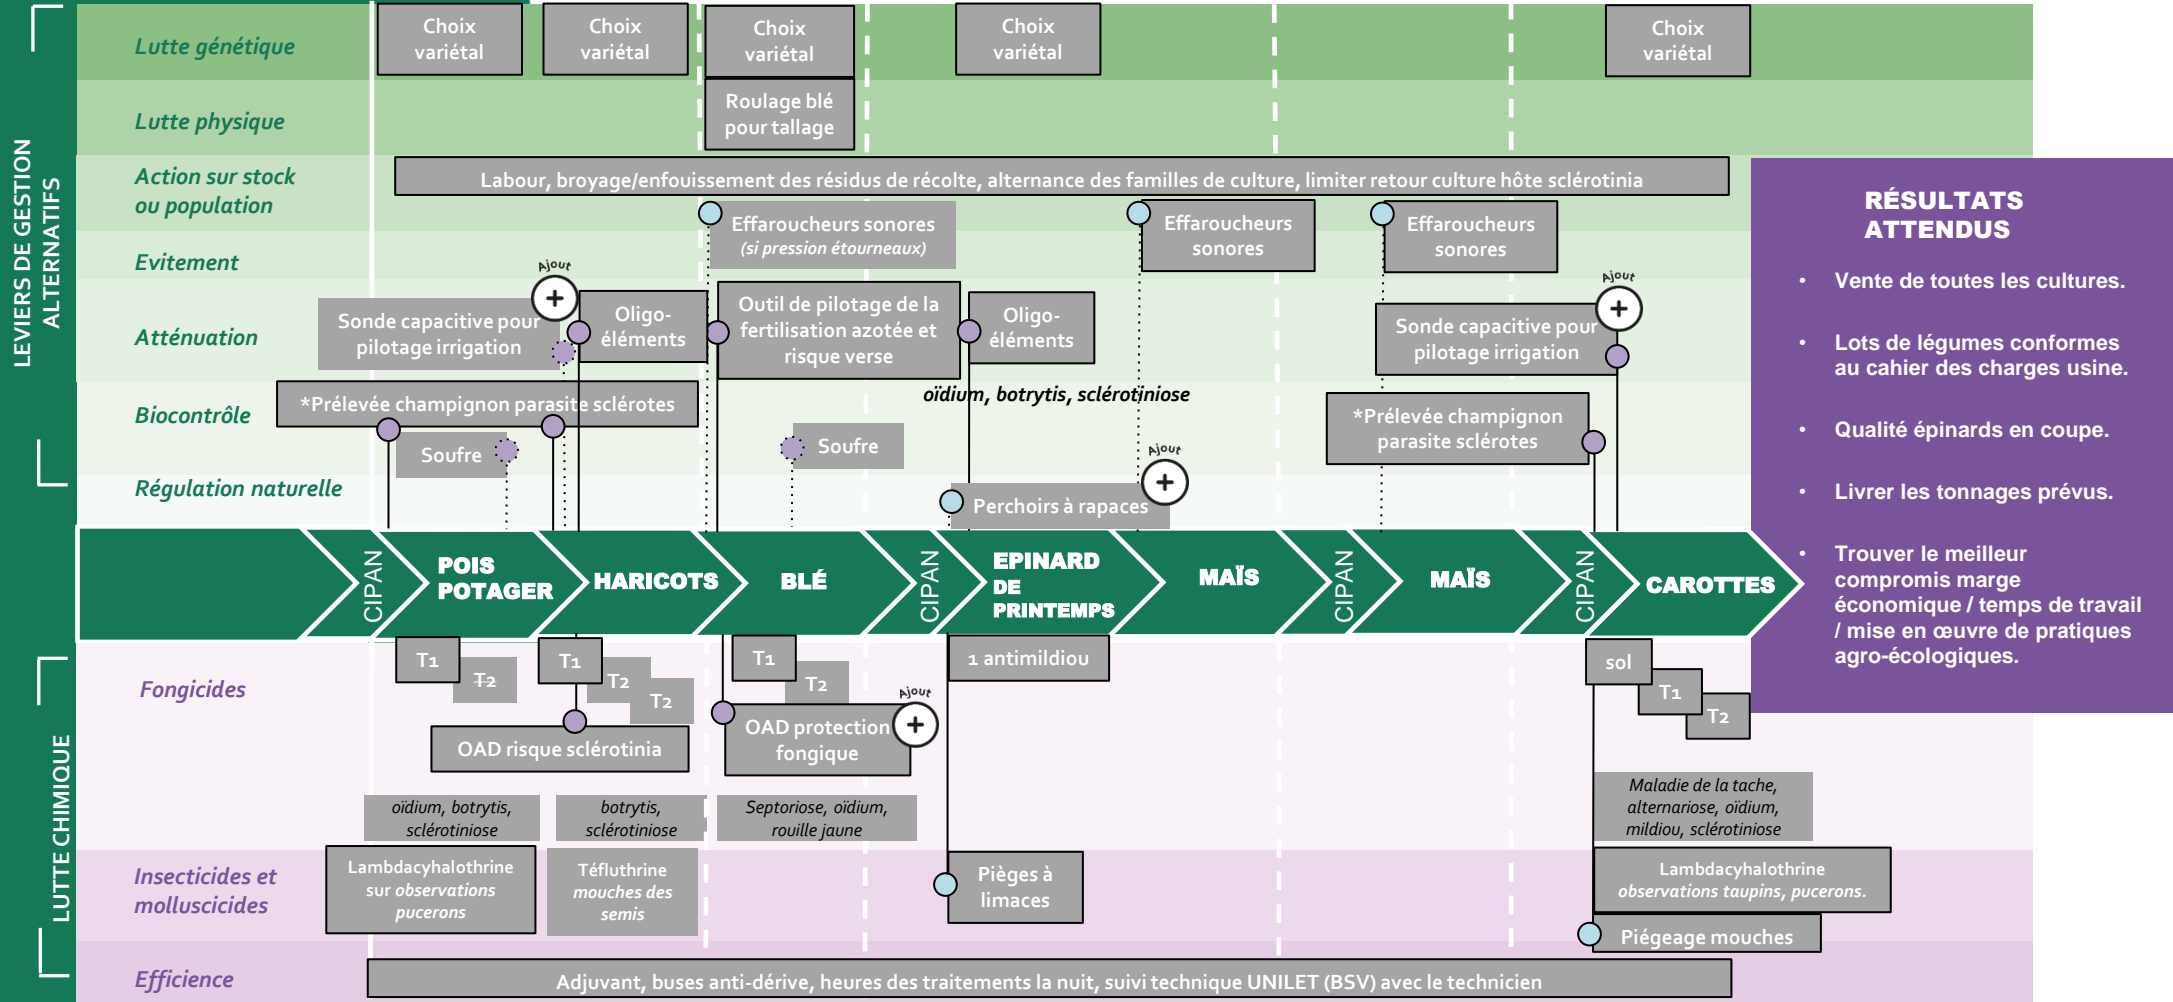 LEVIERS DE GESTION
ALTERNATIFS
Lutte génétique
Choix
variétal
Choix
variétal
Choix
variétal
Choix
variétal
Choix
variétal
Lutte physique
Roulage blé
pour tallage
Action sur stock
ou population
Labour, broyage/enfouissement des résidus de récolte, alternance des familles de culture, limiter retour culture hôte sclérotinia
Evitement
Effaroucheurs sonores
(si pression étourneaux)
Effaroucheurs
sonores
Effaroucheurs
sonores
Atténuation
Sonde capacitive pour
pilotage irrigation
Ajout
+
Oligo-
éléments
Outil de pilotage de la
fertilisation azotée et
risque verse
Oligo-
éléments
Sonde capacitive pour
pilotage irrigation
Ajout
+
oïdium, botrytis, sclérotiniose
Biocontrôle
*Prélevée champignon parasite sclérotes
Soufre
Soufre
*Prélevée champignon
parasite sclérotes
Régulation naturelle
Perchoirs à rapaces
Ajout
+
CIPAN
POIS
POTAGER
HARICOTS
BLÉ
CIPAN
EPINARD
DE
PRINTEMPS
MAÏS
CIPAN
MAÏS
CIPAN
CAROTTES
LUTTE CHIMIQUE
Fongicides
T1
T2
T1
T2
T2
OAD risque sclérotinia
T1
T2
OAD protection
fongique
Ajout
+
1 antimildiou
sol
T1
T2
oïdium, botrytis,
sclérotiniose
botrytis,
sclérotiniose
Septoriose, oïdium,
rouille jaune
Maladie de la tache,
alternariose, oïdium,
mildiou, sclérotiniose
Insecticides et
molluscicides
Lambdacyhalothrine
sur observations
pucerons
Téfluthrine
mouches des
semis
Pièges à
limaces
Lambdacyhalothrine
observations taupins, pucerons.
Piégeage mouches
Efficience
Adjuvant, buses anti-dérive, heures des traitements la nuit, suivi technique UNILET (BSV) avec le technicien
RÉSULTATS
ATTENDUS
• Vente de toutes les cultures.
• Lots de légumes conformes
au cahier des charges usine.
• Qualité épinards en coupe.
• Livrer les tonnages prévus.
• Trouver le meilleur
compromis marge
économique / temps de travail
/ mise en œuvre de pratiques
agro-écologiques.